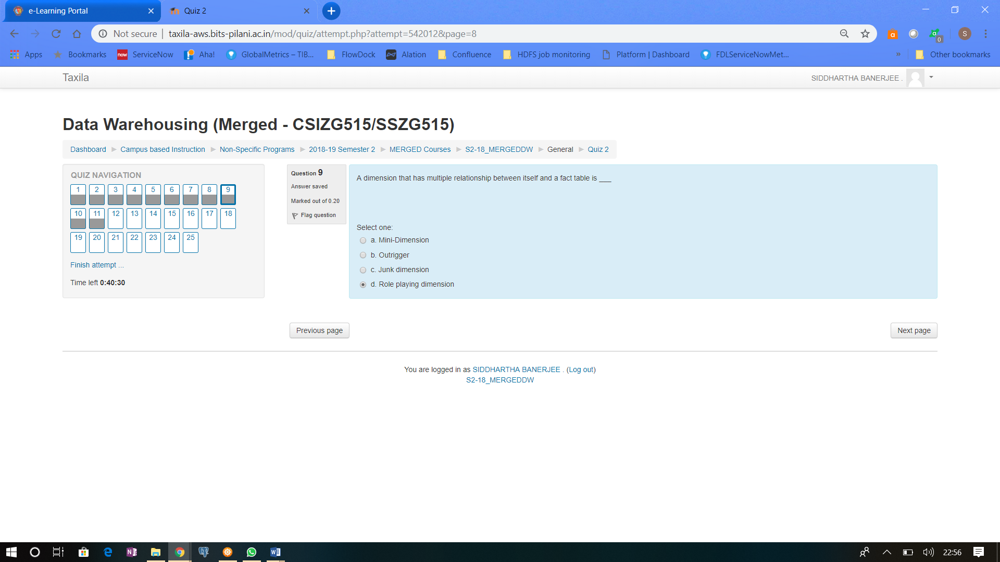 e-Learning Portal
Quiz 2
Not secure | taxila-aws.bits-pilani.ac.in/mod/quiz/attempt.php?attempt=542012&page=8
a
a
0
S
Apps
Bookmarks
now
ServiceNow
Aha!
GlobalMetrics – TIB...
FlowDock
Alation
Confluence
HDFS job monitoring
Platform | Dashboard
FDLServiceNowMet...
»
Other bookmarks
Taxila
SIDDHARTHA BANERJEE .
Data Warehousing (Merged - CSIZG515/SSZG515)
Dashboard ► Campus based Instruction ► Non-Specific Programs ► 2018-19 Semester 2 ► MERGED Courses ► S2-18_MERGEDDW ► General ► Quiz 2
QUIZ NAVIGATION
1 2 3 4 5 6 7 8 9
10 11 12 13 14 15 16 17 18
19 20 21 22 23 24 25
Finish attempt ...
Time left 0:40:30
Question 9
Answer saved
Marked out of 0.20
Flag question
A dimension that has multiple relationship between itself and a fact table is ___
Select one:
a. Mini-Dimension
b. Outrigger
c. Junk dimension
d. Role playing dimension
Previous page
Next page
You are logged in as SIDDHARTHA BANERJEE . (Log out)
S2-18_MERGEDDW
22:56